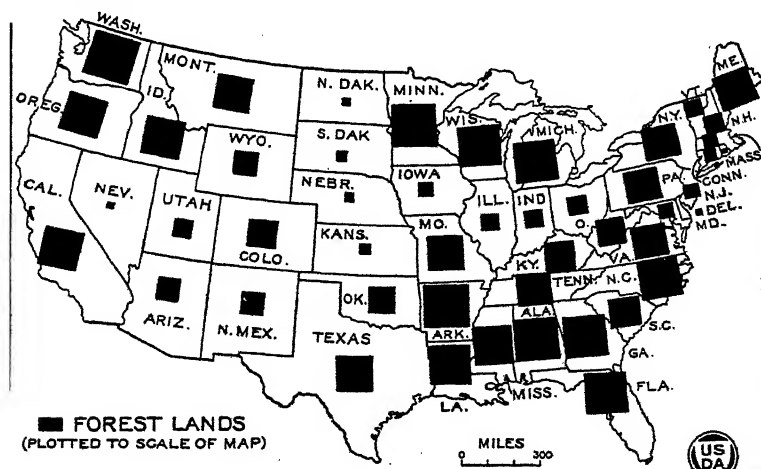 WASH.
MONT.
N. DAK.
MINN.
ME.
VT.
OREG.
ID.
WIS.
MICH.
N.Y.
N.H.
S. DAK
WYO.
MASS
IOWA
PA.
CONN.
CAL.
NEV.
NEBR.
N.J.
UTAH
ILL.
IND
O.
DEL.
MD.
COLO.
KANS.
MO.
KY.
VA.
TENN.
N.C.
OK.
ARIZ.
N.MEX.
ARK.
ALA.
S.C.
TEXAS
GA.
LA.
MISS.
FLA.
FOREST LANDS
(PLOTTED TO SCALE OF MAP)
MILES
0 300
US
DA